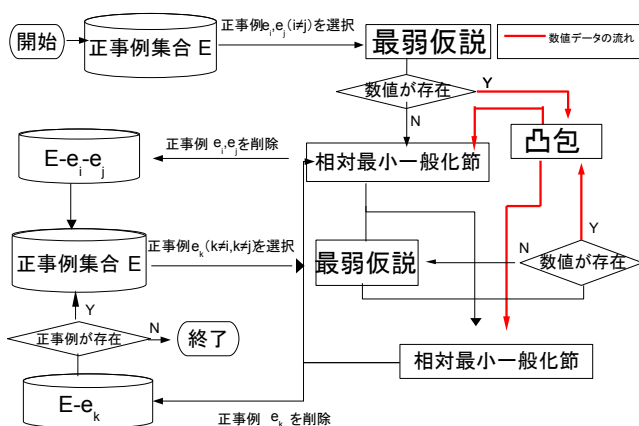 開始
正事例集合 E
正事例e_i,e_j(i≠j)を選択
最弱仮説
数値データの流れ
数値が存在
Y
N
凸包
E-e_i-e_j
正事例 e_i,e_jを削除
相対最小一般化節
正事例集合 E
正事例e_k(k≠i,k≠j)を選択
最弱仮説
N
Y
数値が存在
Y
正事例が存在
N
終了
相対最小一般化節
E-e_k
正事例 e_k を削除